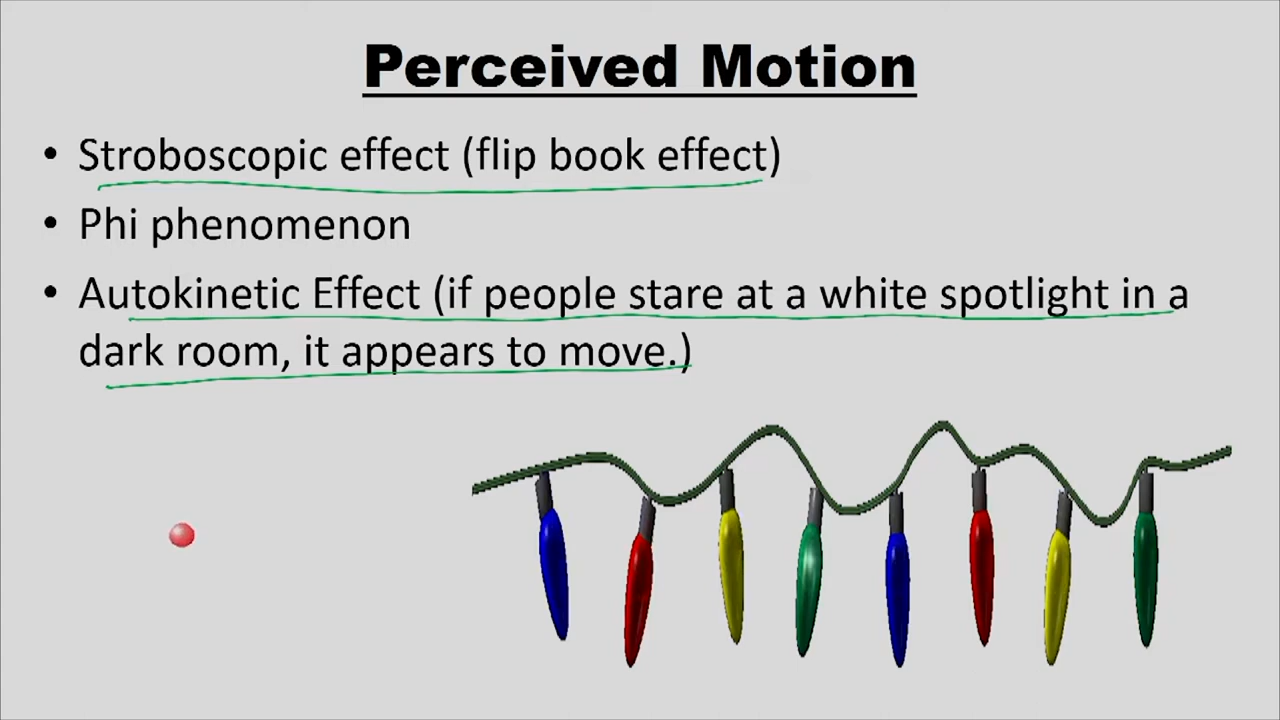 Perceived Motion
• Stroboscopic effect (flip book effect)
• Phi phenomenon
• Autokinetic Effect (if people stare at a white spotlight in a
dark room, it appears to move.)